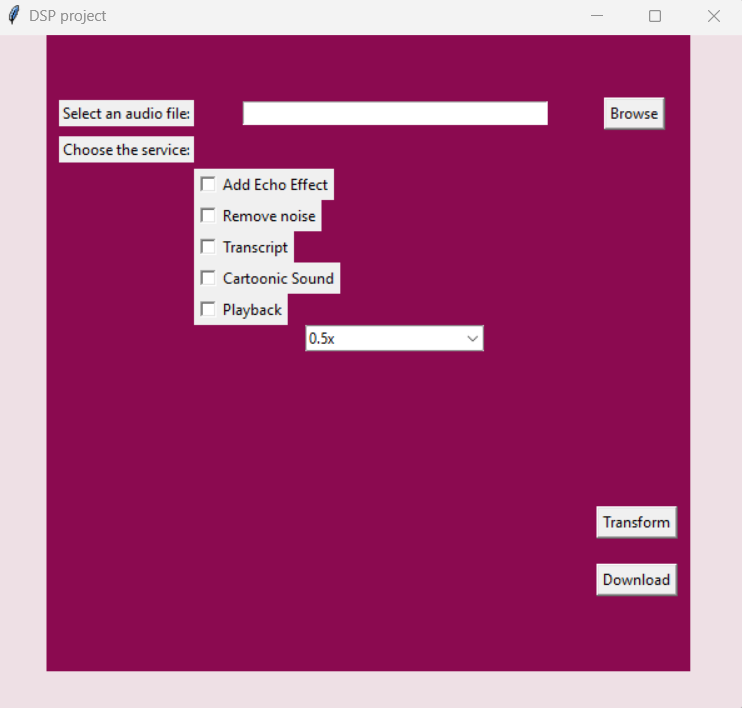 DSP project
Select an audio file: Browse
Choose the service:
Add Echo Effect
Remove noise
Transcript
Cartoonic Sound
Playback
0.5x
Transform
Download